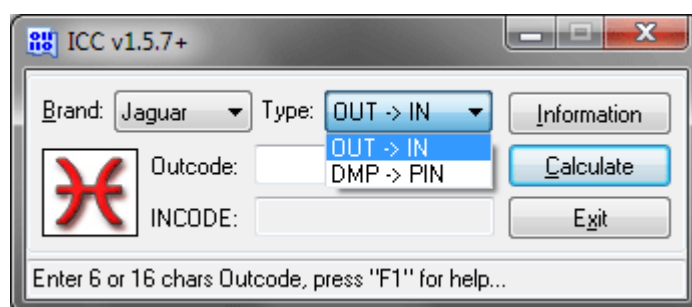 ICC v1.5.7+
Brand: Jaguar Type: OUT -> IN Information
OUT -> IN
DMP -> PIN
Outcode: Calculate
INCODE: Exit
Enter 6 or 16 chars Outcode, press "F1" for help...